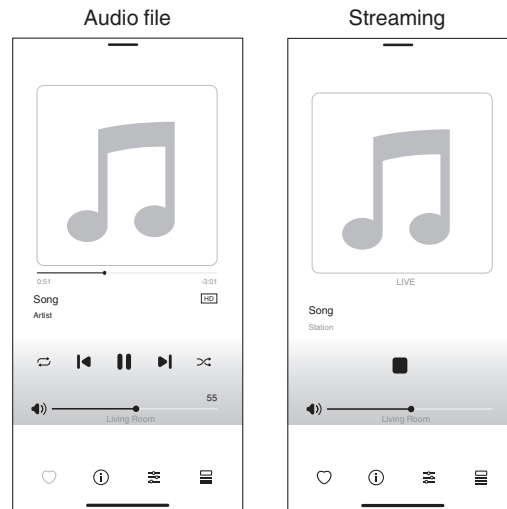 Audio file
0:51 -3:01
Song HD
Artist
55
Living Room
Streaming
LIVE
Song
Station
Living Room